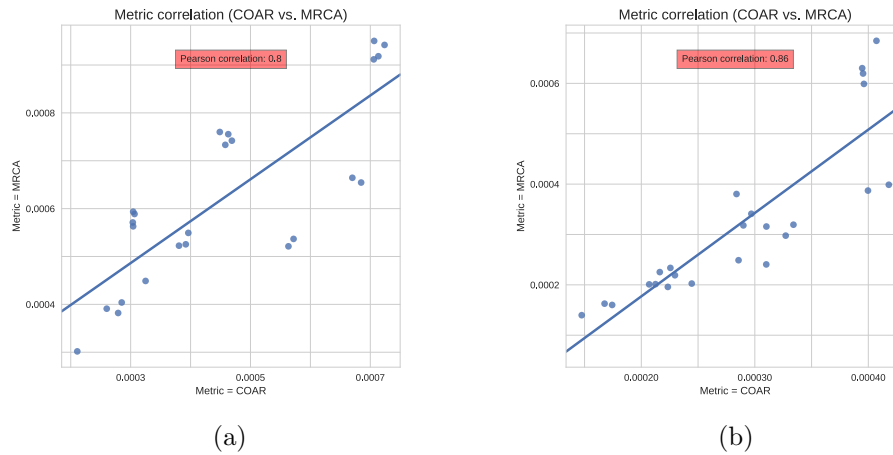 Metric correlation (COAR vs. MRCA)
Pearson correlation: 0.8
0.0008
0.0006
0.0004
Metric = MRCA
0.0003 0.0005 0.0007
Metric = COAR
(a)
Metric correlation (COAR vs. MRCA)
Pearson correlation: 0.86
0.0006
0.0004
0.0002
Metric = MRCA
0.00020 0.00030 0.00040
Metric = COAR
(b)